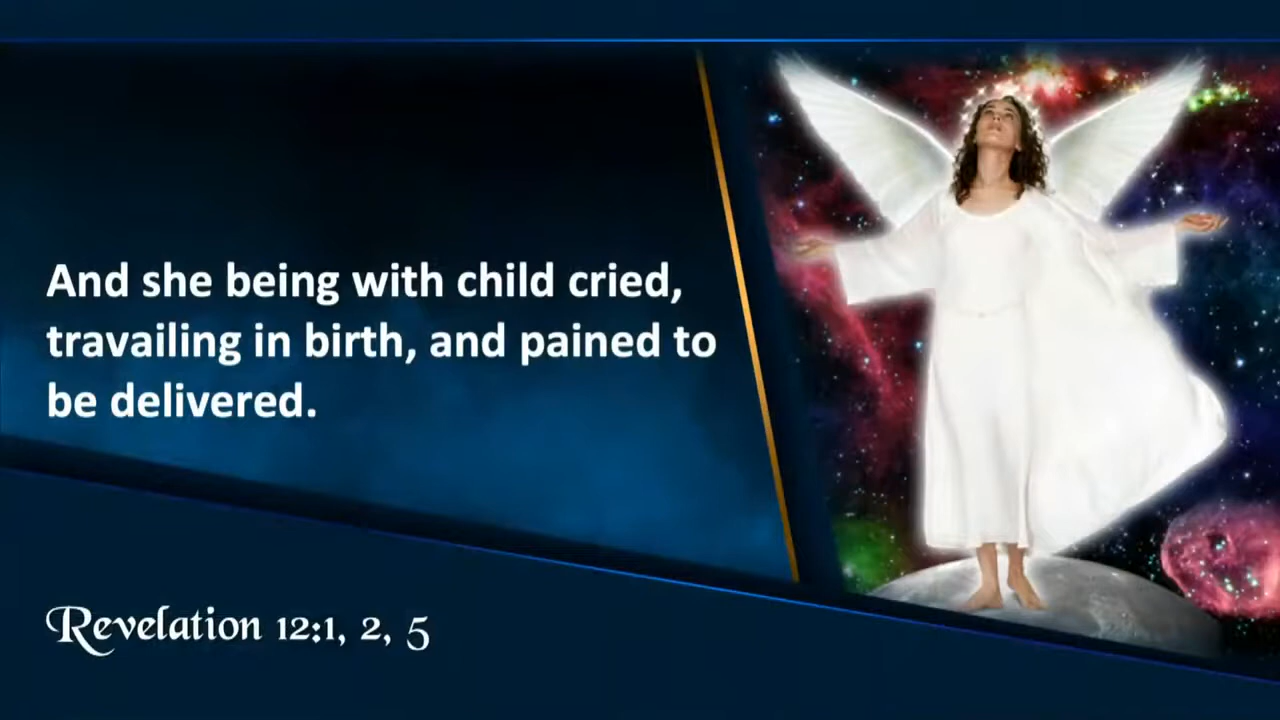 And she being with child cried,
travailing in birth, and pained to
be delivered.
Revelation 12:1, 2, 5